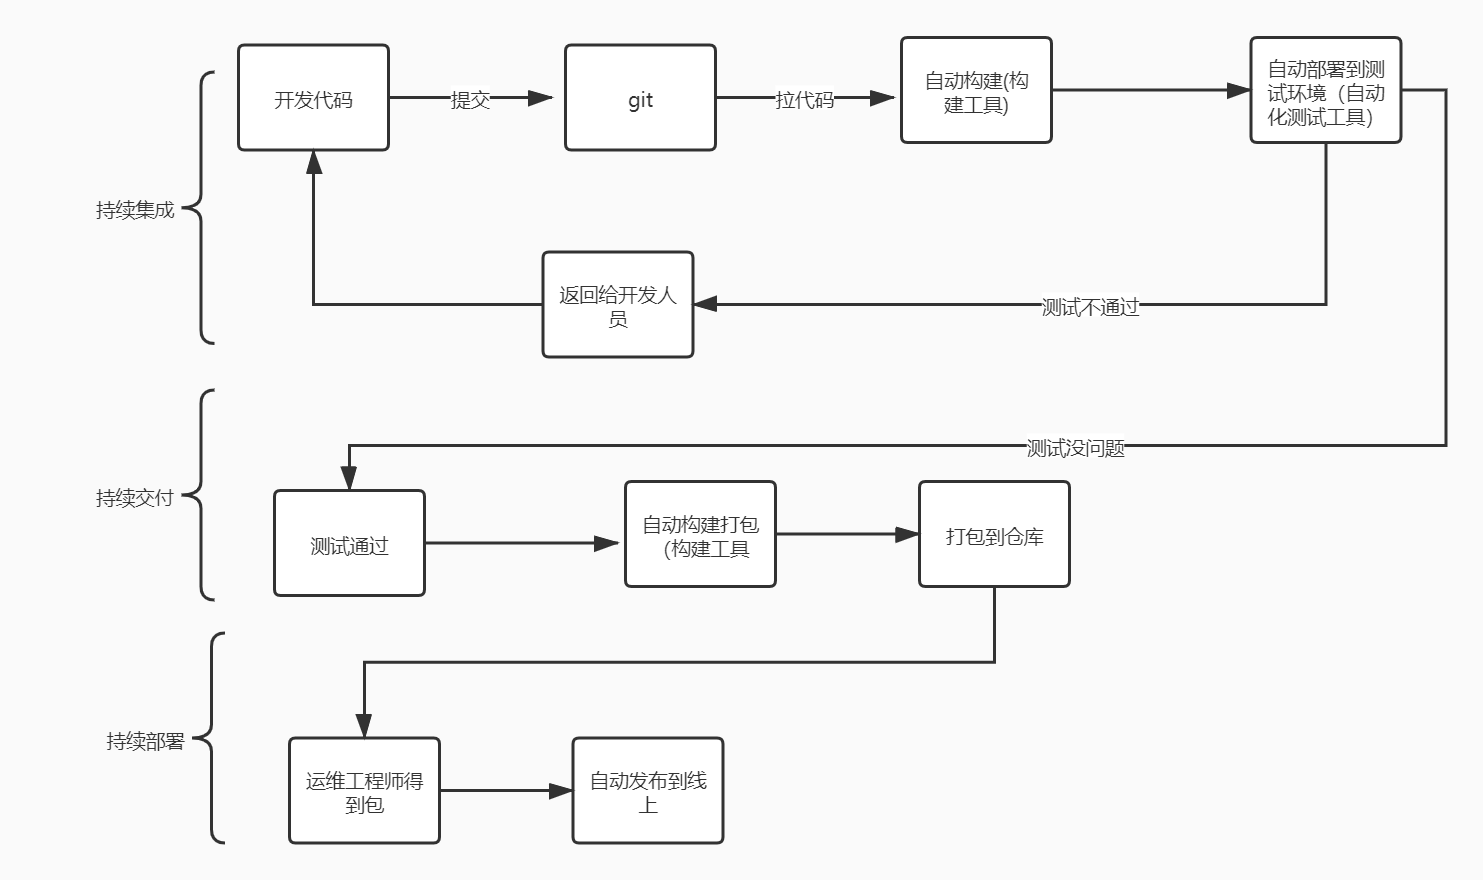 开发代码
提交
git
拉代码
自动构建(构
建工具)
自动部署到测
试环境（自动
化测试工具）
持续集成
返回给开发人
员
测试不通过
测试没问题
持续交付
测试通过
自动构建打包
（构建工具
打包到仓库
持续部署
运维工程师得
到包
自动发布到线
上